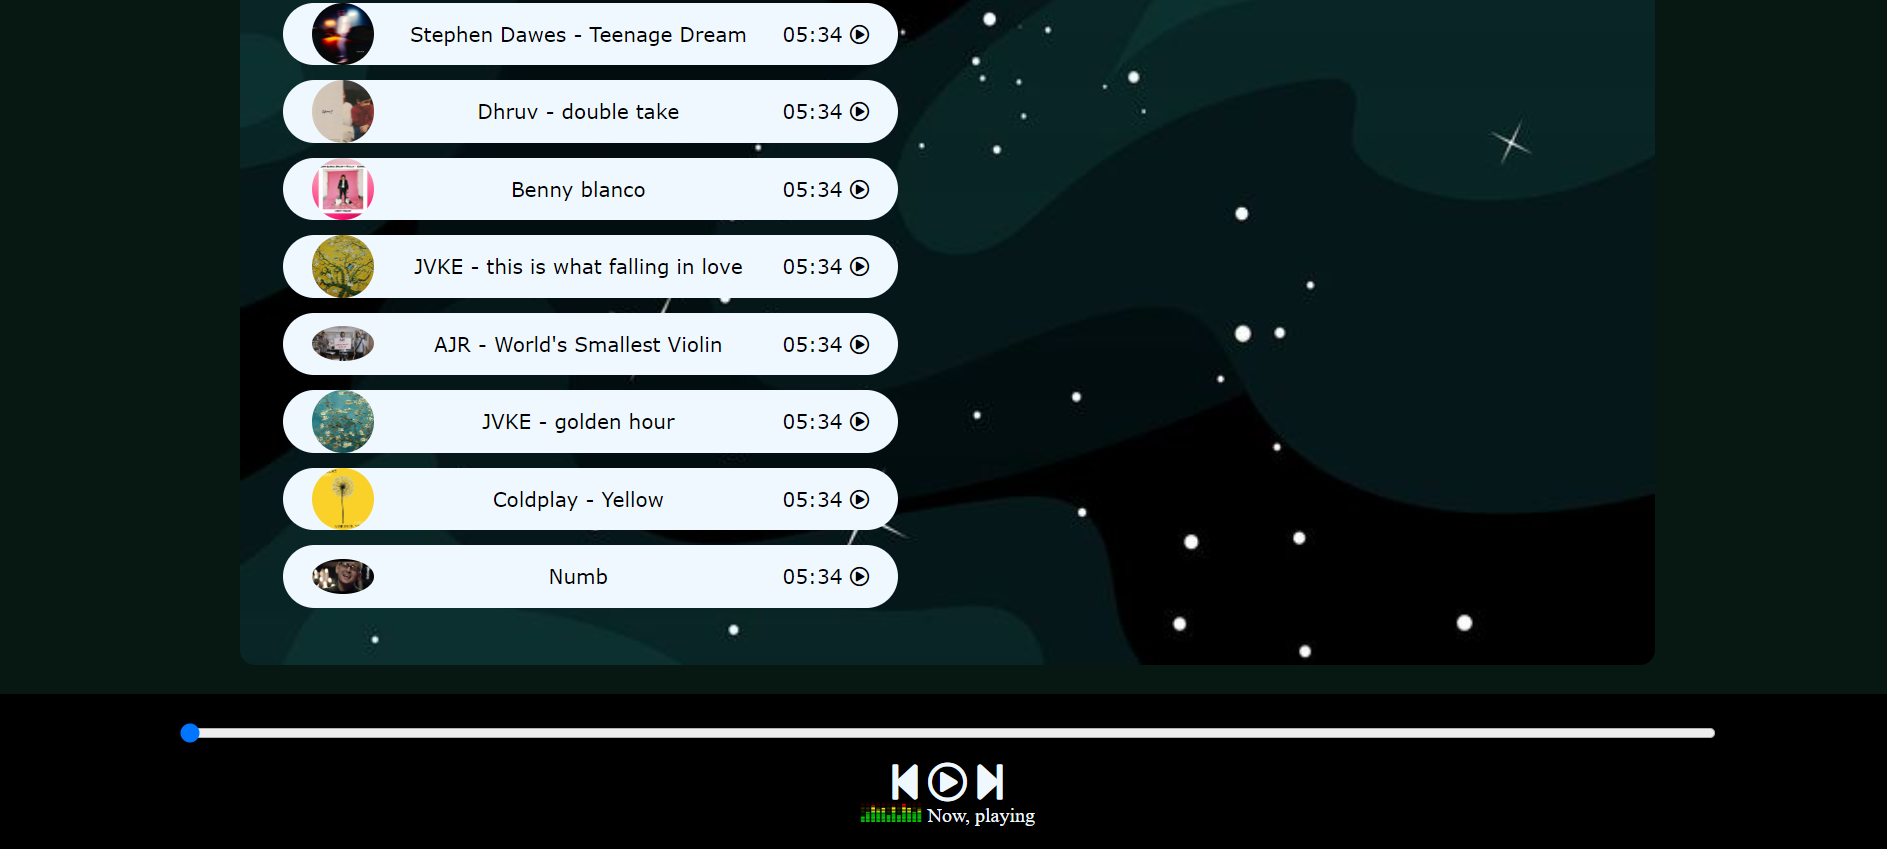 Stephen Dawes - Teenage Dream 05:34
Dhruv - double take 05:34
Benny blanco 05:34
JVKE - this is what falling in love 05:34
AJR - World's Smallest Violin 05:34
JVKE - golden hour 05:34
Coldplay - Yellow 05:34
Numb 05:34
Now, playing